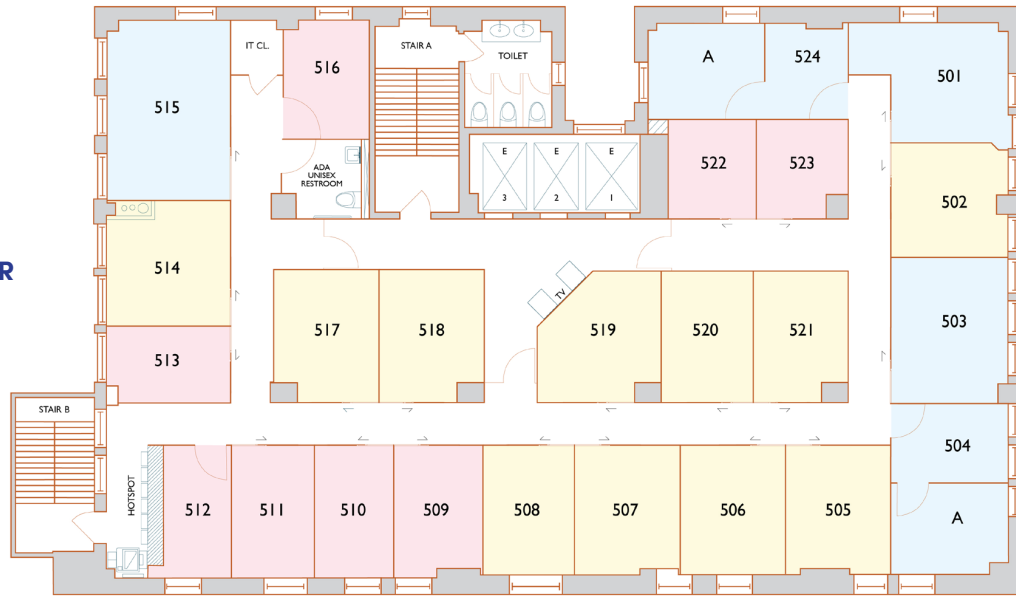 IT CL.
516
STAIR A
TOILET
A
524
501
515
ADA
UNISEX
RESTROOM
E
E
E
3
2
1
522
523
502
R
514
517
518
TV
519
520
521
503
513
STAIR B
504
HOTSPOT
512
511
510
509
508
507
506
505
A